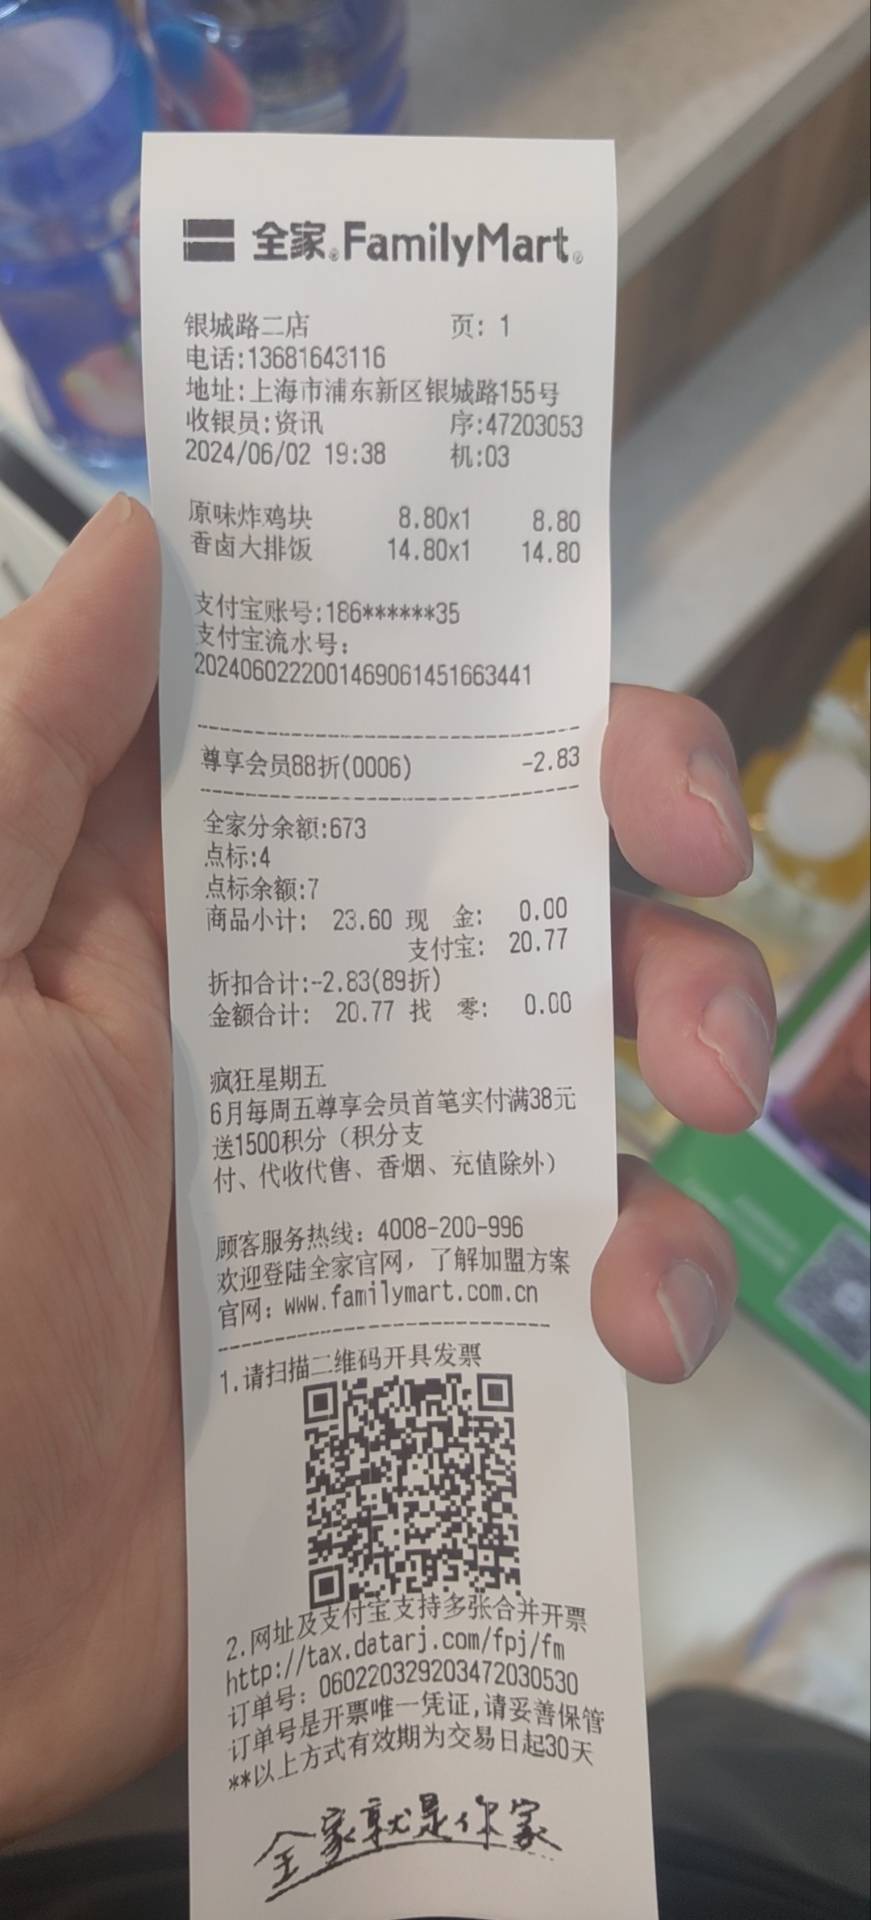 全家®FamilyMart®
银城路二店 页: 1
电话:13681643116
地址:上海市浦东新区银城路155号
收银员:资讯 序:47203053
2024/06/02 19:38 机:03
原味炸鸡块 8.80x1 8.80
香卤大排饭 14.80x1 14.80
支付宝账号:186******35
支付宝流水号:
2024060222001469061451663441
尊享会员88折(0006) -2.83
全家分余额:673
点标:4
点标余额:7
商品小计: 23.60 现 金: 0.00
支付宝: 20.77
折扣合计:-2.83(89折)
金额合计: 20.77 找 零: 0.00
疯狂星期五
6月每周五尊享会员首笔实付满38元
送1500积分（积分支
付、代收代售、香烟、充值除外）
顾客服务热线: 4008-200-996
欢迎登陆全家官网，了解加盟方案
官网: www.familymart.com.cn
1.请扫描二维码开具发票
2.网址及支付宝支持多张合并开票
http://tax.datarj.com/fpj/fm
订单号: 060220329203472030530
订单号是开票唯一凭证,请妥善保管
**以上方式有效期为交易日起30天
全家就是你家